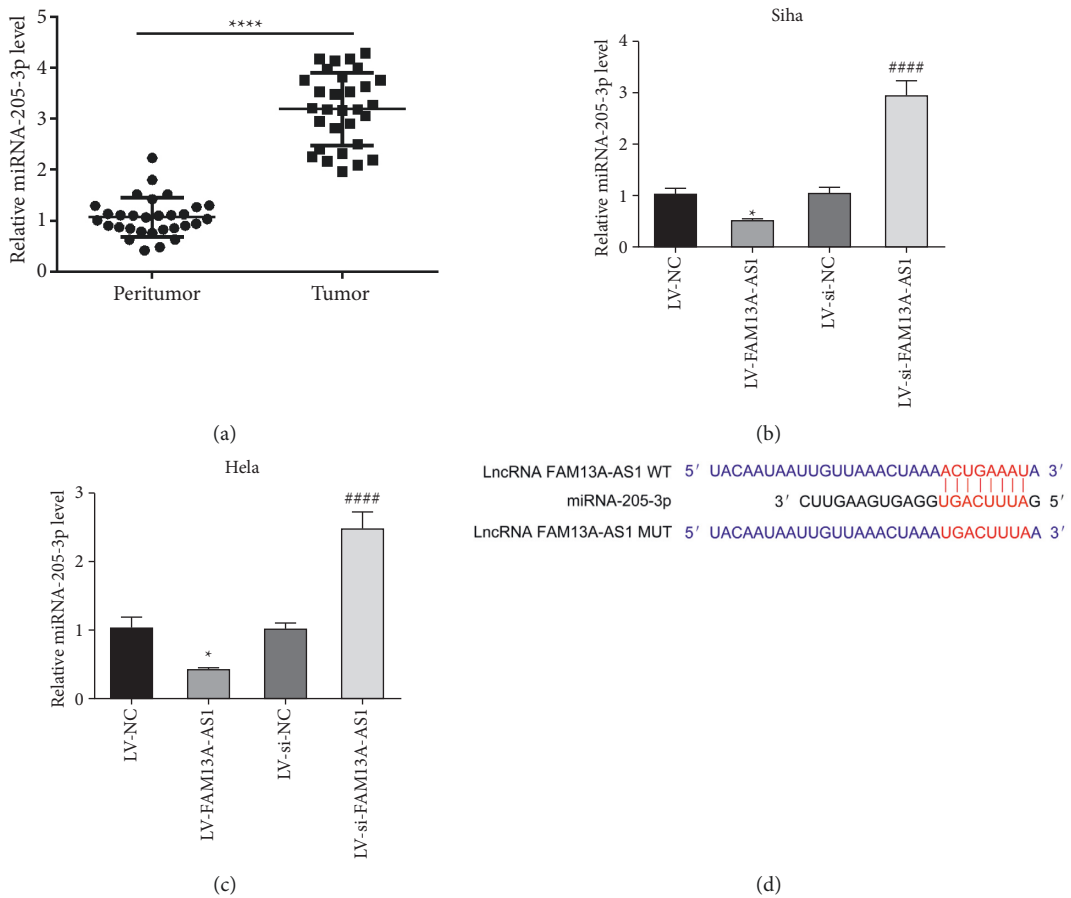 Relative miRNA-205-3p level
5
4
3
2
1
0
****
Peritumor
Tumor
(a)
Siha
Relative miRNA-205-3p level
4
3
2
1
0
*
####
LV-NC
LV-FAM13A-AS1
LV-si-NC
LV-si-FAM13A-AS1
(b)
Hela
Relative miRNA-205-3p level
3
2
1
0
*
####
LV-NC
LV-FAM13A-AS1
LV-si-NC
LV-si-FAM13A-AS1
(c)
LncRNA FAM13A-AS1 WT 5′ UACAAUAAUUGUUAAACUAAAACUGAAAUA 3′
miRNA-205-3p 3′ CUUGAAGUGAGGUGACUUUAG 5′
LncRNA FAM13A-AS1 MUT 5′ UACAAUAAUUGUUAAACUAAAUGACUUUAA 3′
(d)